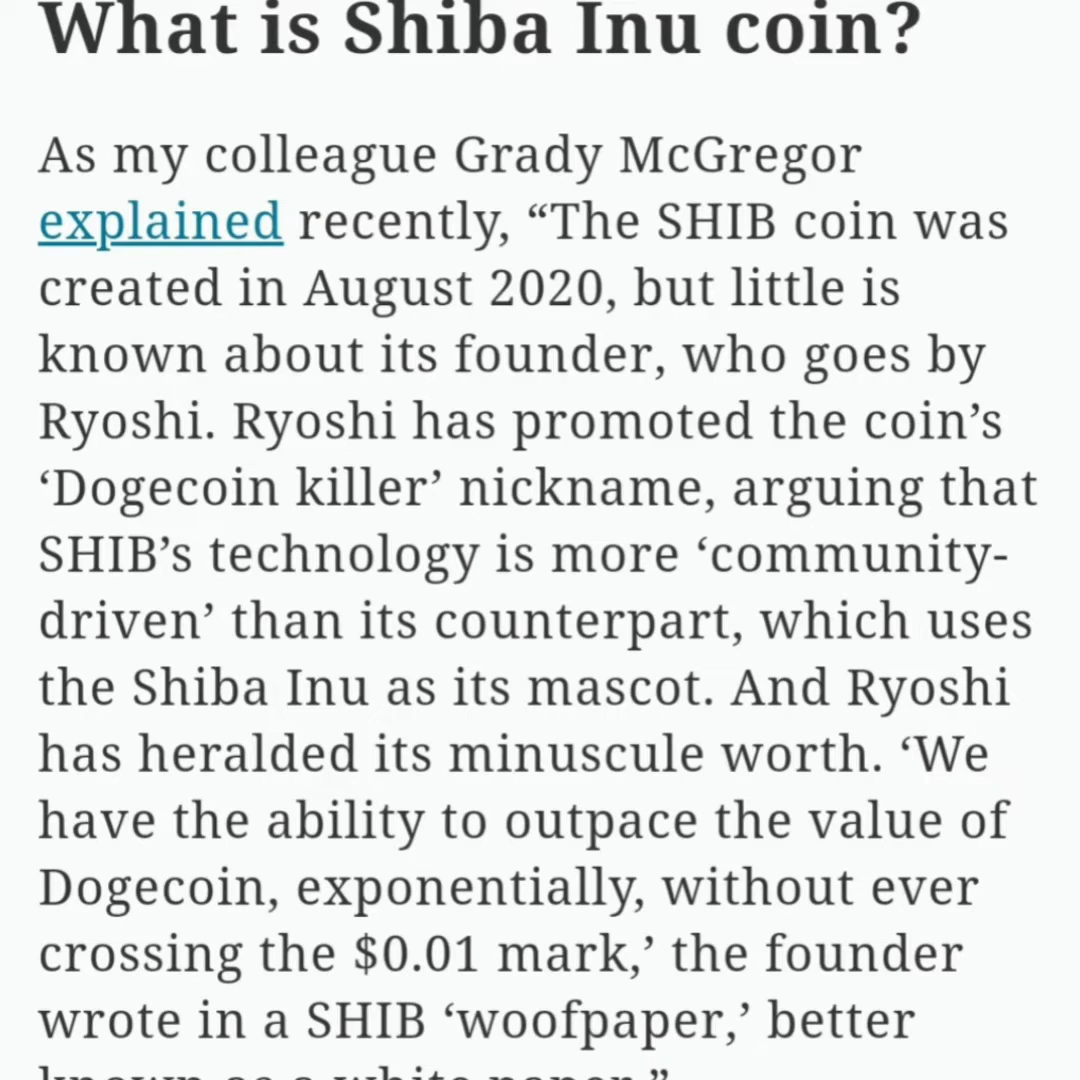 What is Shiba Inu coin?
As my colleague Grady McGregor
explained recently, “The SHIB coin was
created in August 2020, but little is
known about its founder, who goes by
Ryoshi. Ryoshi has promoted the coin’s
‘Dogecoin killer’ nickname, arguing that
SHIB’s technology is more ‘community-
driven’ than its counterpart, which uses
the Shiba Inu as its mascot. And Ryoshi
has heralded its minuscule worth. ‘We
have the ability to outpace the value of
Dogecoin, exponentially, without ever
crossing the $0.01 mark,’ the founder
wrote in a SHIB ‘woofpaper,’ better
known as a white paper.”